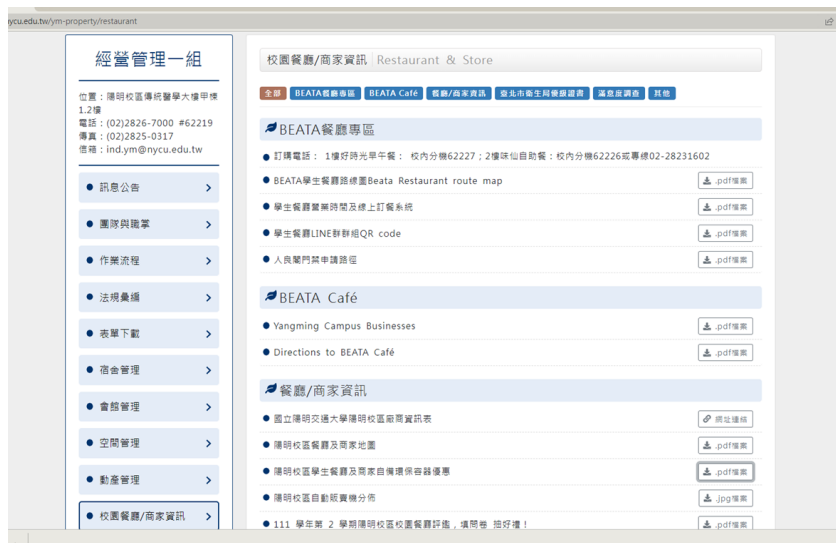 nycu.edu.tw/ym-property/restaurant
經營管理一組
位置：陽明校區傳統醫學大樓甲棟
1.2樓
電話：(02)2826-7000 #62219
傳真：(02)2825-0317
信箱：ind.ym@nycu.edu.tw
訊息公告
團隊與職掌
作業流程
法規彙編
表單下載
宿舍管理
會館管理
空間管理
動產管理
校園餐廳/商家資訊
校園餐廳/商家資訊 Restaurant & Store
全部 BEATA餐廳專區 BEATA Café 餐廳/商家資訊 臺北市衛生局優級證書 滿意度調查 其他
BEATA餐廳專區
訂購電話： 1樓好時光早午餐： 校內分機62227；2樓味仙自助餐：校內分機62226或專線02-28231602
BEATA學生餐廳路線圖Beata Restaurant route map .pdf檔案
學生餐廳營業時間及線上訂餐系統 .pdf檔案
學生餐廳LINE群群組QR code .pdf檔案
人良閣門禁申請路徑 .pdf檔案
BEATA Café
Yangming Campus Businesses .pdf檔案
Directions to BEATA Café .pdf檔案
餐廳/商家資訊
國立陽明交通大學陽明校區廠商資訊表 網址連結
陽明校區餐廳及商家地圖 .pdf檔案
陽明校區學生餐廳及商家自備環保容器優惠 .pdf檔案
陽明校區自動販賣機分佈 .jpg檔案
111 學年第 2 學期陽明校區校園餐廳評鑑，填問卷 抽好禮！ .pdf檔案